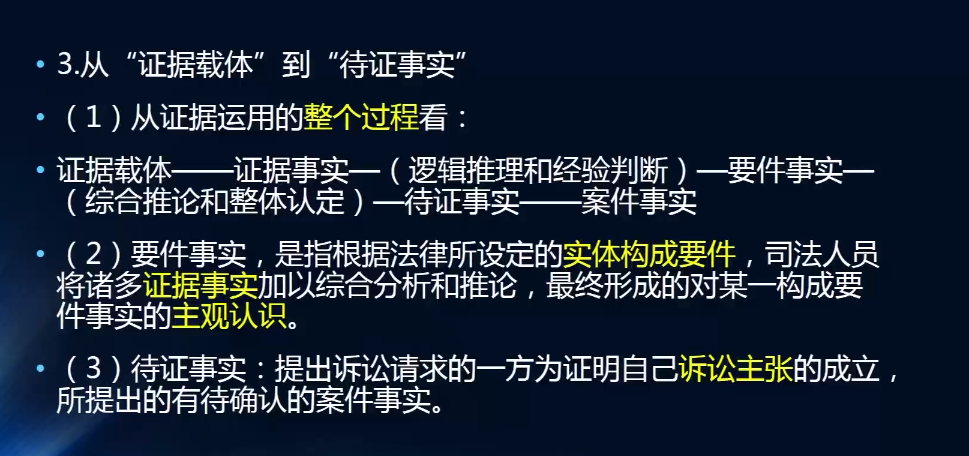 • 3.从“证据载体”到“待证事实”
• （1）从证据运用的整个过程看：
• 证据载体——证据事实—（逻辑推理和经验判断）—要件事实—
（综合推论和整体认定）—待证事实——案件事实
• （2）要件事实，是指根据法律所设定的实体构成要件，司法人员
将诸多证据事实加以综合分析和推论，最终形成的对某一构成要
件事实的主观认识。
• （3）待证事实：提出诉讼请求的一方为证明自己诉讼主张的成立，
所提出的有待确认的案件事实。